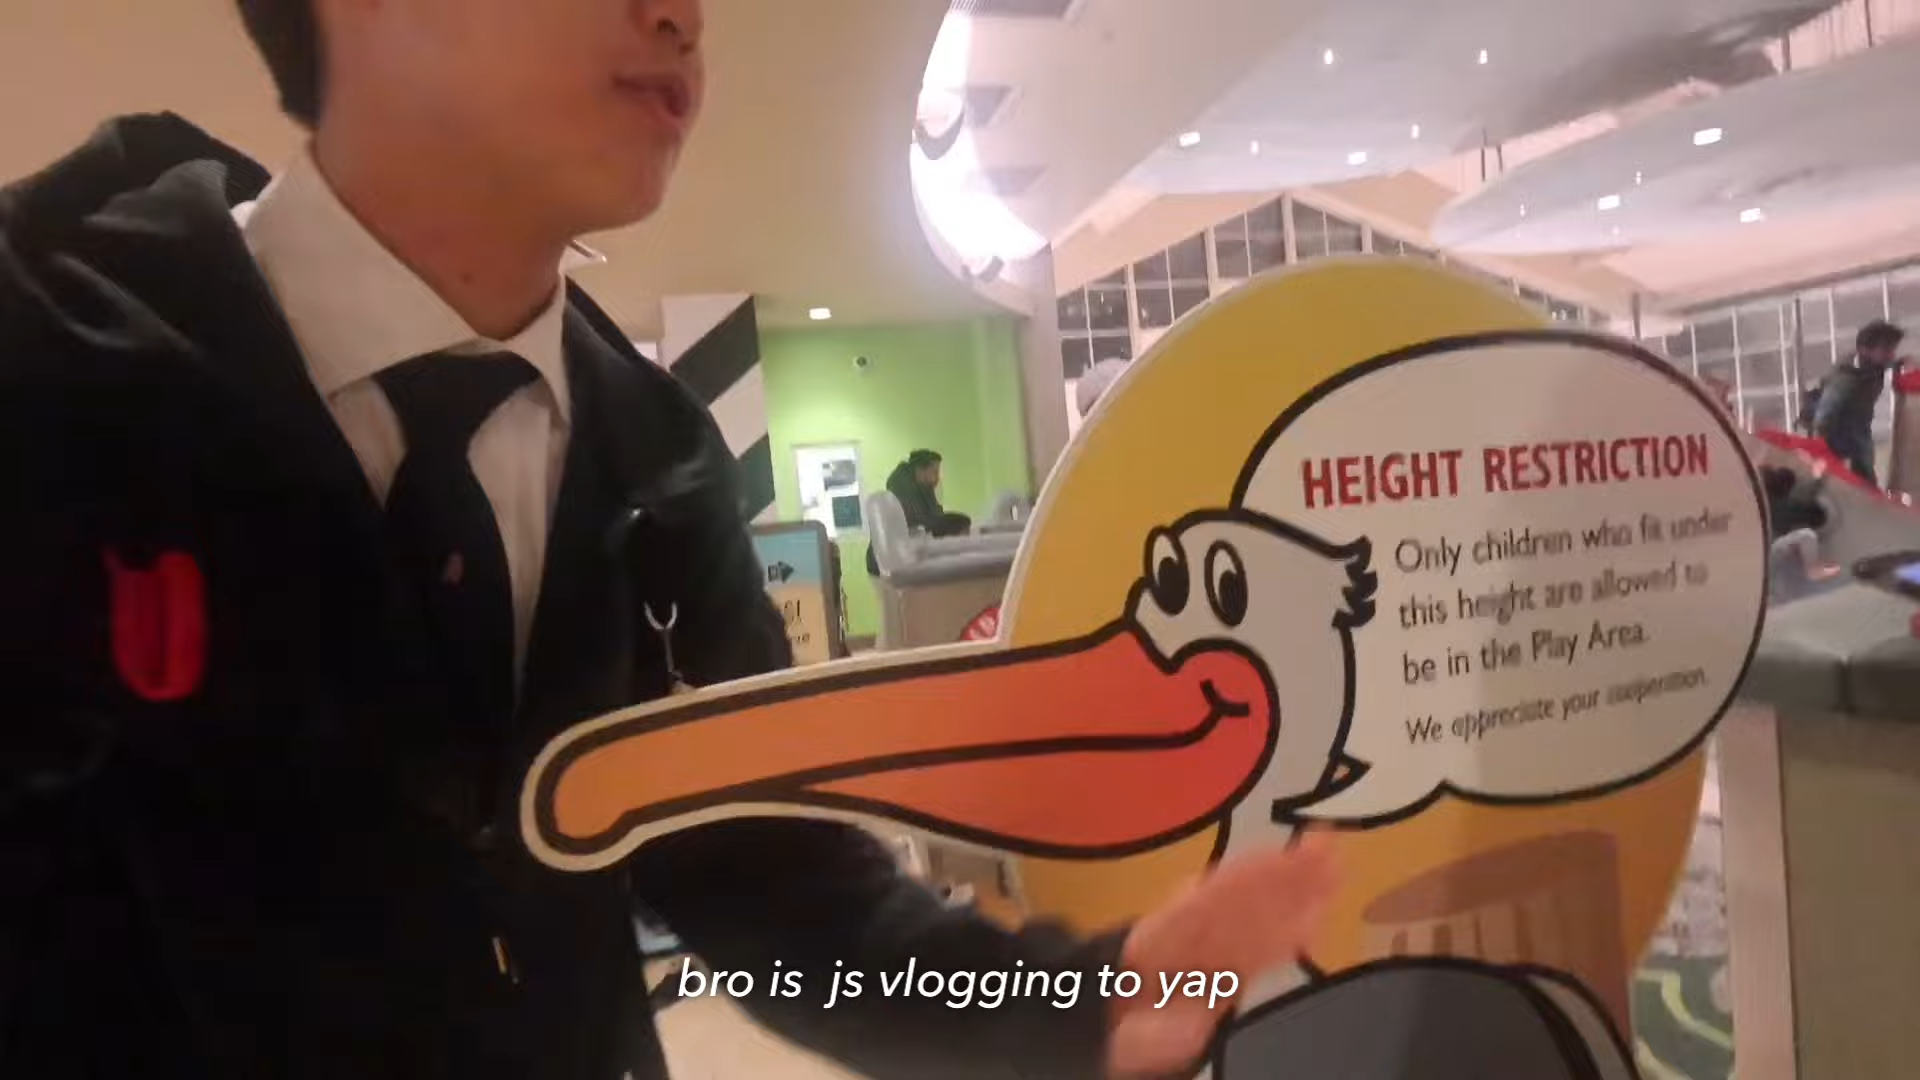 HEIGHT RESTRICTION
Only children who fit under
this height are allowed to
be in the Play Area.
We appreciate your cooperation.
bro is  js vlogging to yap